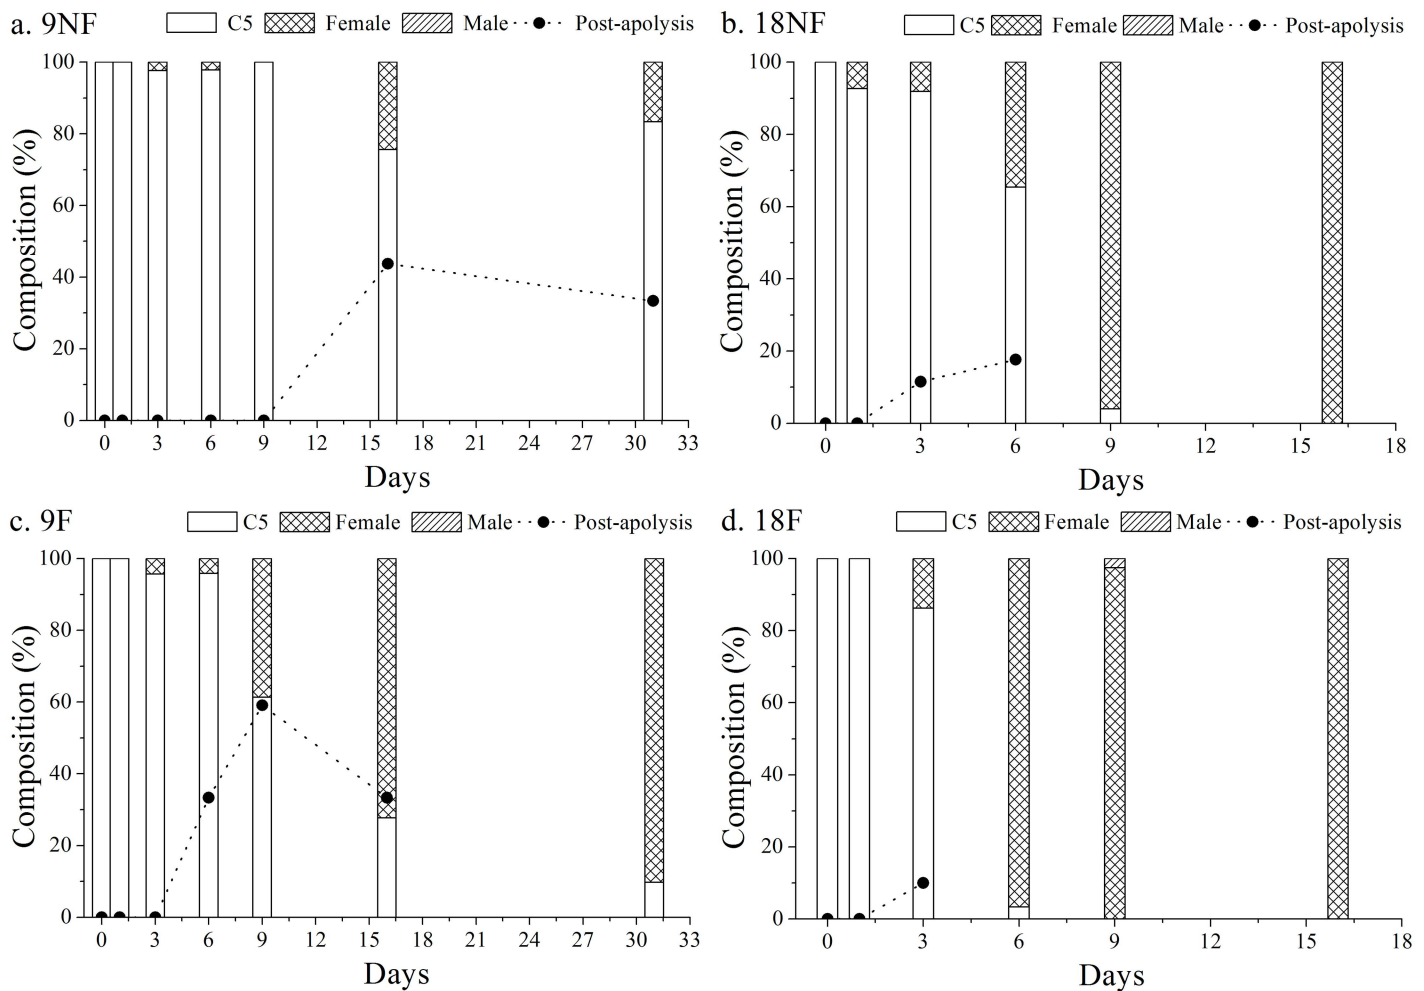 a. 9NF
C5 Female Male Post-apolysis
100
80
60
40
20
0
Composition (%)
0 3 6 9 12 15 18 21 24 27 30 33
Days
b. 18NF
C5 Female Male Post-apolysis
100
80
60
40
20
0
Composition (%)
0 3 6 9 12 15 18
Days
c. 9F
C5 Female Male Post-apolysis
100
80
60
40
20
0
Composition (%)
0 3 6 9 12 15 18 21 24 27 30 33
Days
d. 18F
C5 Female Male Post-apolysis
100
80
60
40
20
0
Composition (%)
0 3 6 9 12 15 18
Days